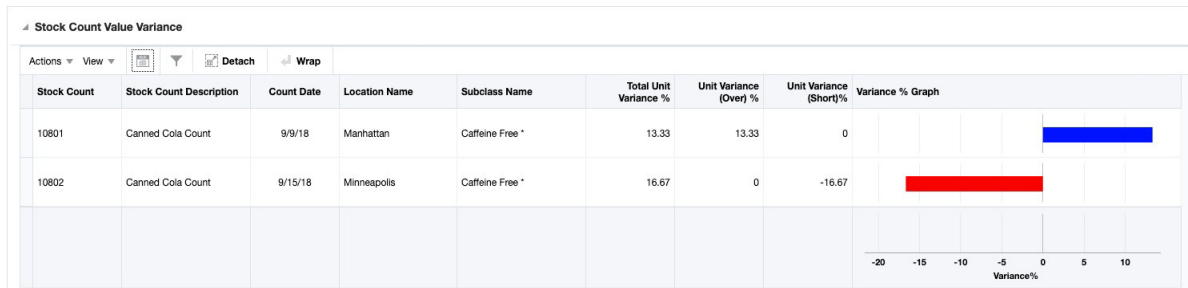 Stock Count Value Variance
Actions View Detach Wrap
Stock Count Stock Count Description Count Date Location Name Subclass Name Total Unit Variance % Unit Variance (Over) % Unit Variance (Short)% Variance % Graph
10801 Canned Cola Count 9/9/18 Manhattan Caffeine Free * 13.33 13.33 0
10802 Canned Cola Count 9/15/18 Minneapolis Caffeine Free * 16.67 0 -16.67
-20 -15 -10 -5 0 5 10
Variance%